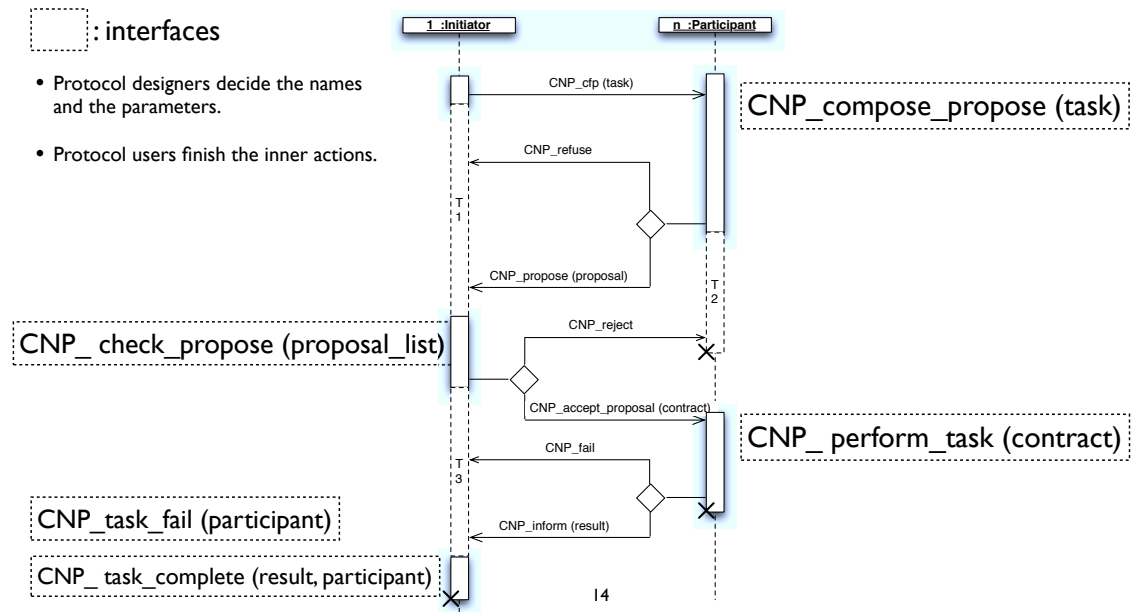 : interfaces
• Protocol designers decide the names
and the parameters.
• Protocol users finish the inner actions.
1 :Initiator
n :Participant
CNP_cfp (task)
CNP_compose_propose (task)
CNP_refuse
T
1
CNP_propose (proposal)
T
2
CNP_reject
CNP_ check_propose (proposal_list)
CNP_accept_proposal (contract)
CNP_ perform_task (contract)
CNP_fail
T
3
CNP_task_fail (participant)
CNP_inform (result)
CNP_ task_complete (result, participant)
14